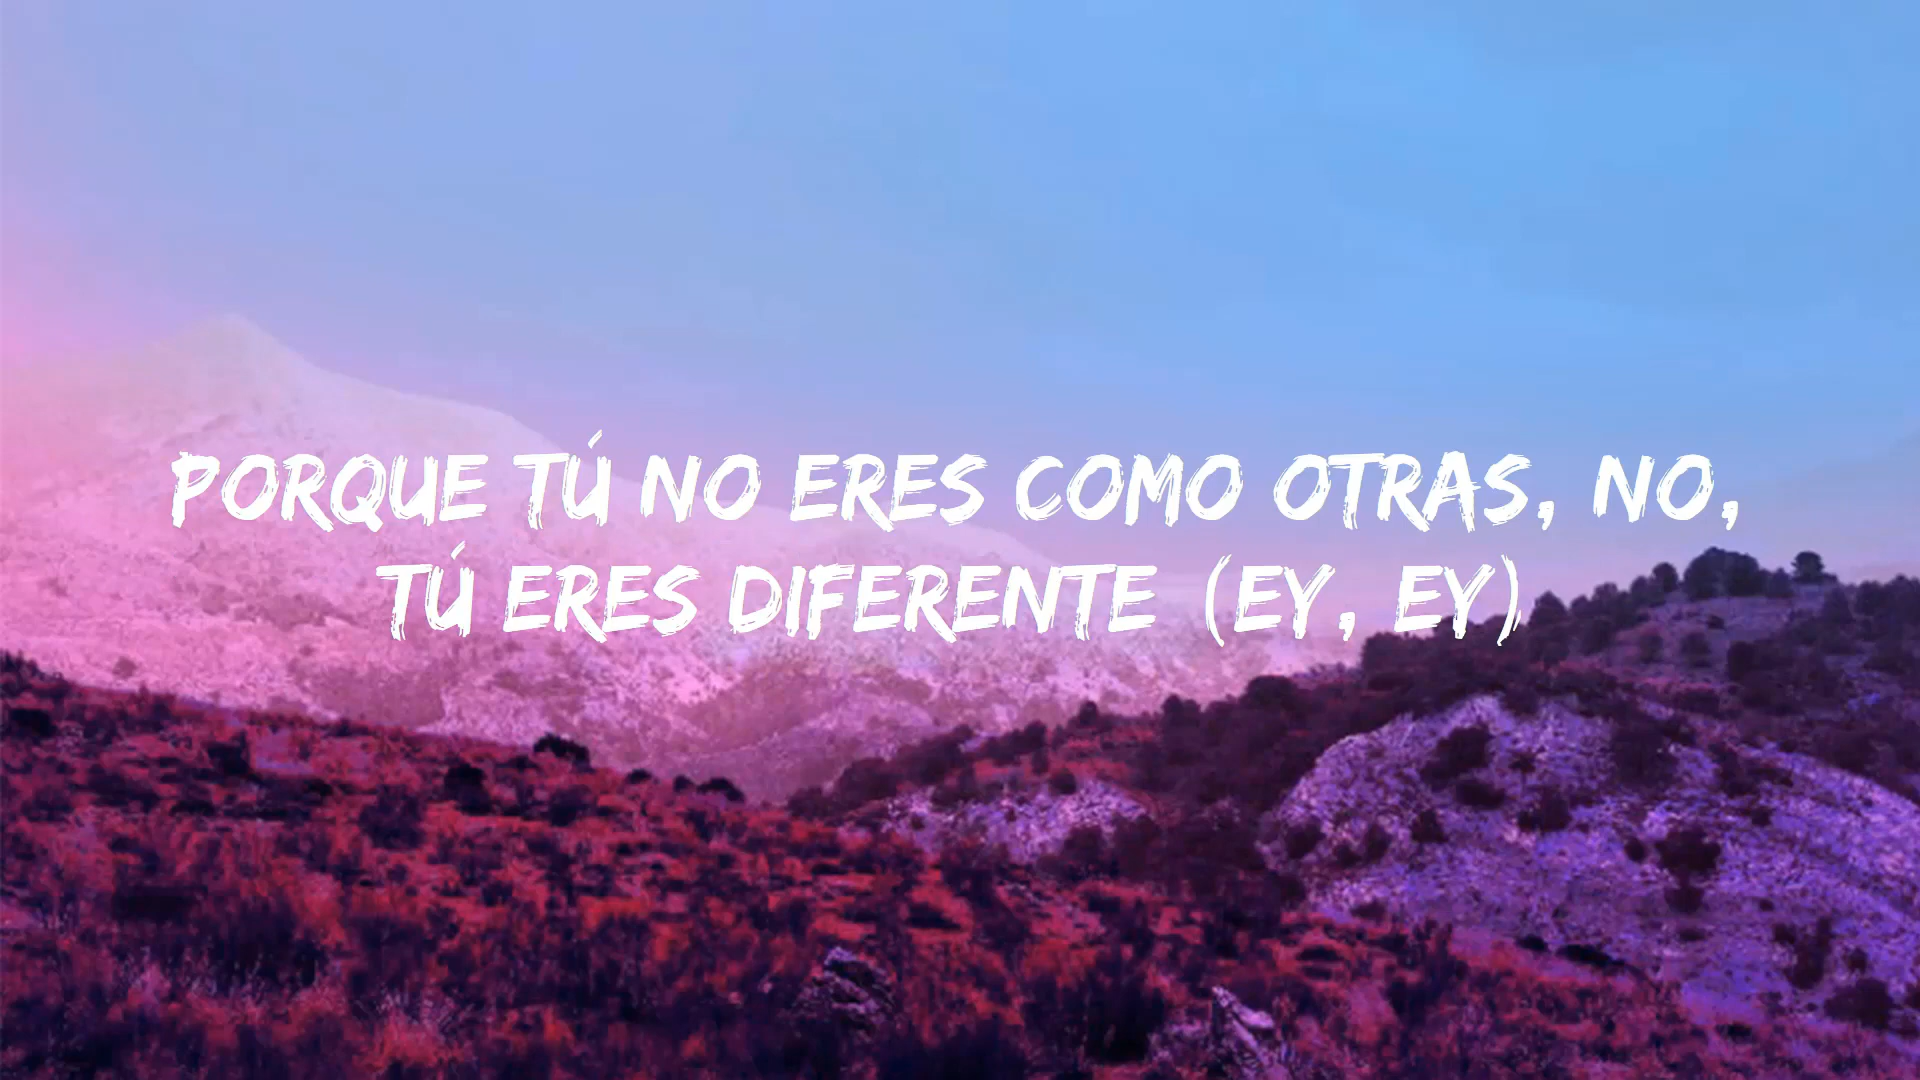 PORQUE TÚ NO ERES COMO OTRAS, NO,
TÚ ERES DIFERENTE (EY, EY)